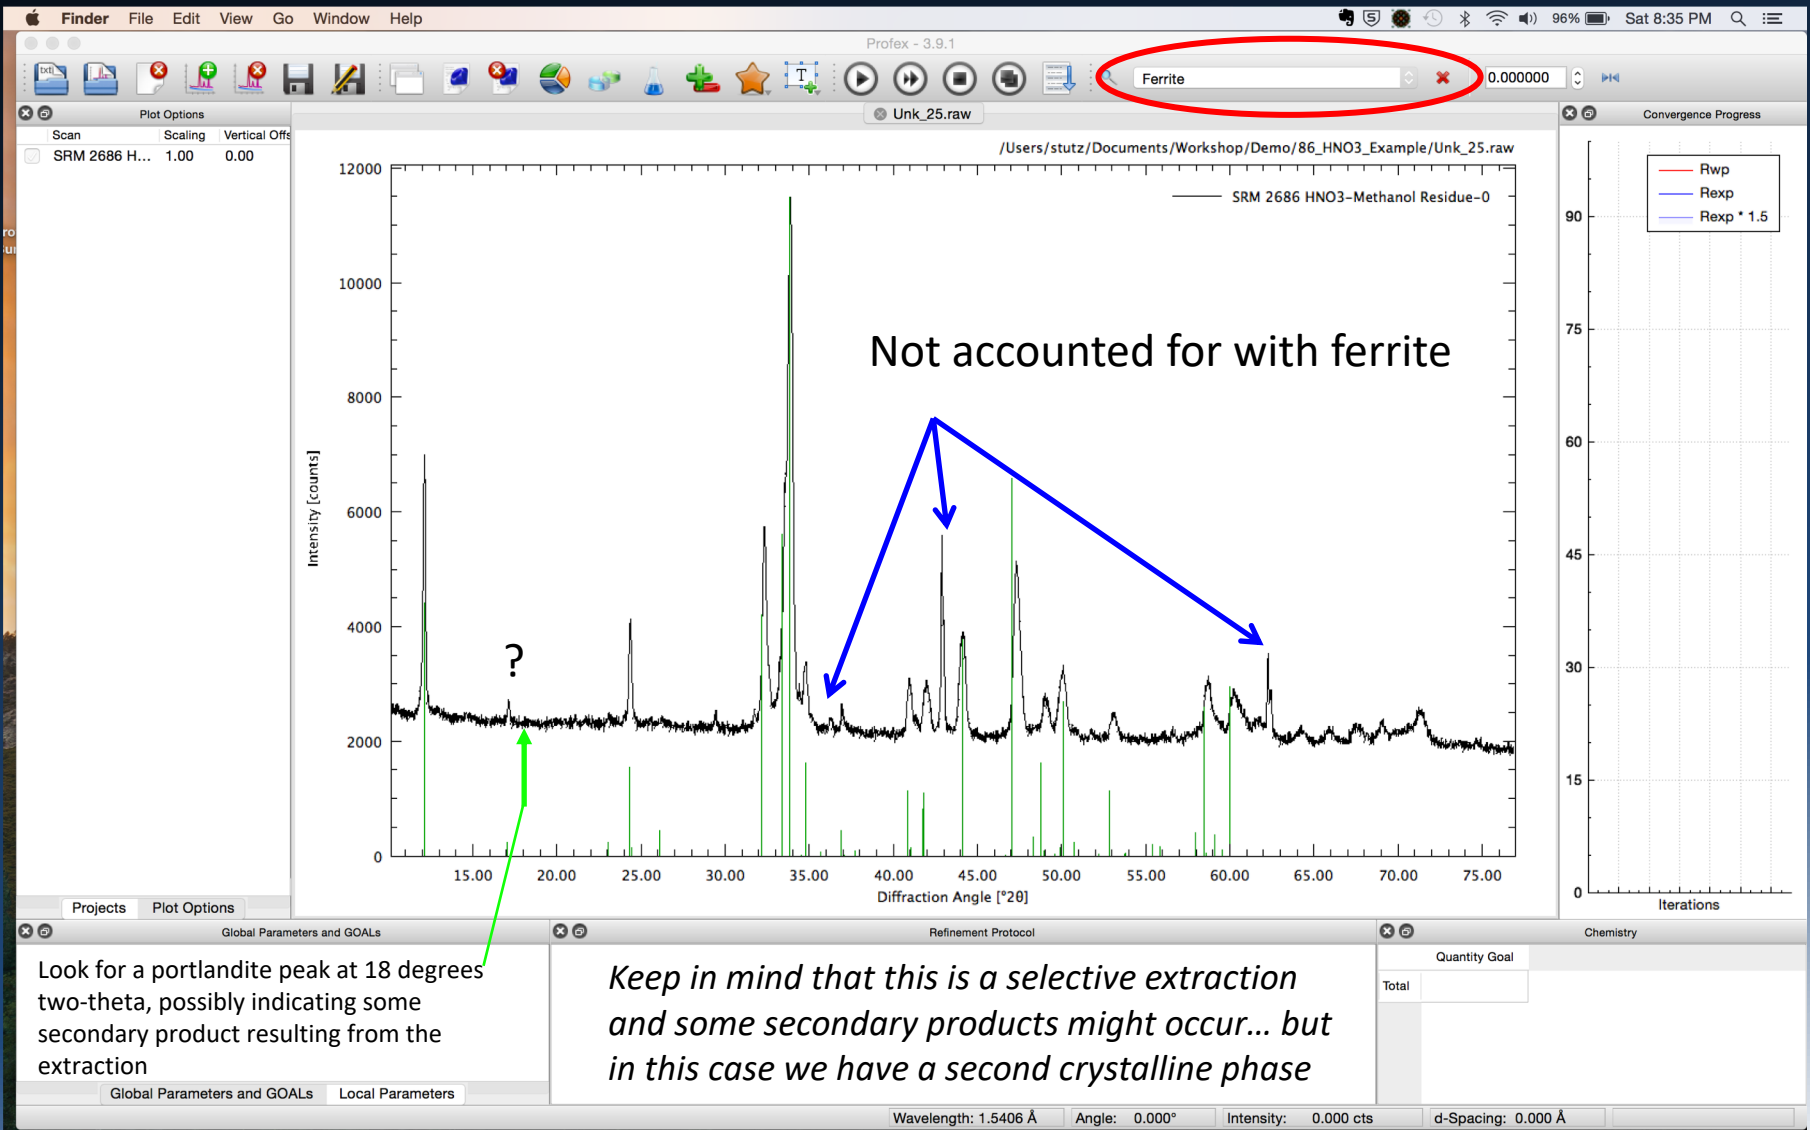 Finder File Edit View Go Window Help
96% Sat 8:35 PM
Profex - 3.9.1
txt
T
Ferrite
0.000000
Plot Options
Unk_25.raw
Convergence Progress
Scan Scaling Vertical Offs
SRM 2686 H... 1.00 0.00
/Users/stutz/Documents/Workshop/Demo/86_HNO3_Example/Unk_25.raw
SRM 2686 HNO3-Methanol Residue-0
Rwp
Rexp
Rexp * 1.5
12000
10000
8000
6000
4000
2000
0
Intensity [counts]
Not accounted for with ferrite
?
15.00 20.00 25.00 30.00 35.00 40.00 45.00 50.00 55.00 60.00 65.00 70.00 75.00
Diffraction Angle [°2θ]
90
75
60
45
30
15
0
Iterations
Projects Plot Options
Global Parameters and GOALs
Refinement Protocol
Chemistry
Look for a portlandite peak at 18 degrees
two-theta, possibly indicating some
secondary product resulting from the
extraction
Keep in mind that this is a selective extraction
and some secondary products might occur... but
in this case we have a second crystalline phase
Quantity Goal
Total
Global Parameters and GOALs Local Parameters
Wavelength: 1.5406 Å Angle: 0.000° Intensity: 0.000 cts d-Spacing: 0.000 Å